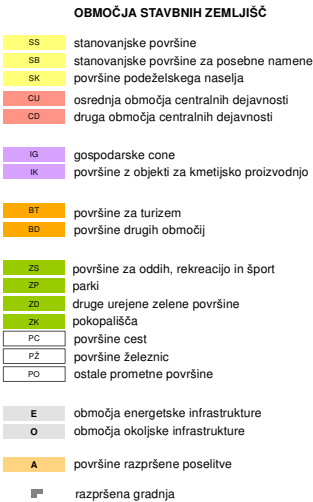 OBMOČJA STAVBNIH ZEMLJIŠČ
SS stanovanjske površine
SB stanovanjske površine za posebne namene
SK površine podeželskega naselja
CU osrednja območja centralnih dejavnosti
CD druga območja centralnih dejavnosti
IG gospodarske cone
IK površine z objekti za kmetijsko proizvodnjo
BT površine za turizem
BD površine drugih območij
ZS površine za oddih, rekreacijo in šport
ZP parki
ZD druge urejene zelene površine
ZK pokopališča
PC površine cest
PŽ površine železnic
PO ostale prometne površine
E območja energetske infrastrukture
O območja okoljske infrastrukture
A površine razpršene poselitve
razpršena gradnja